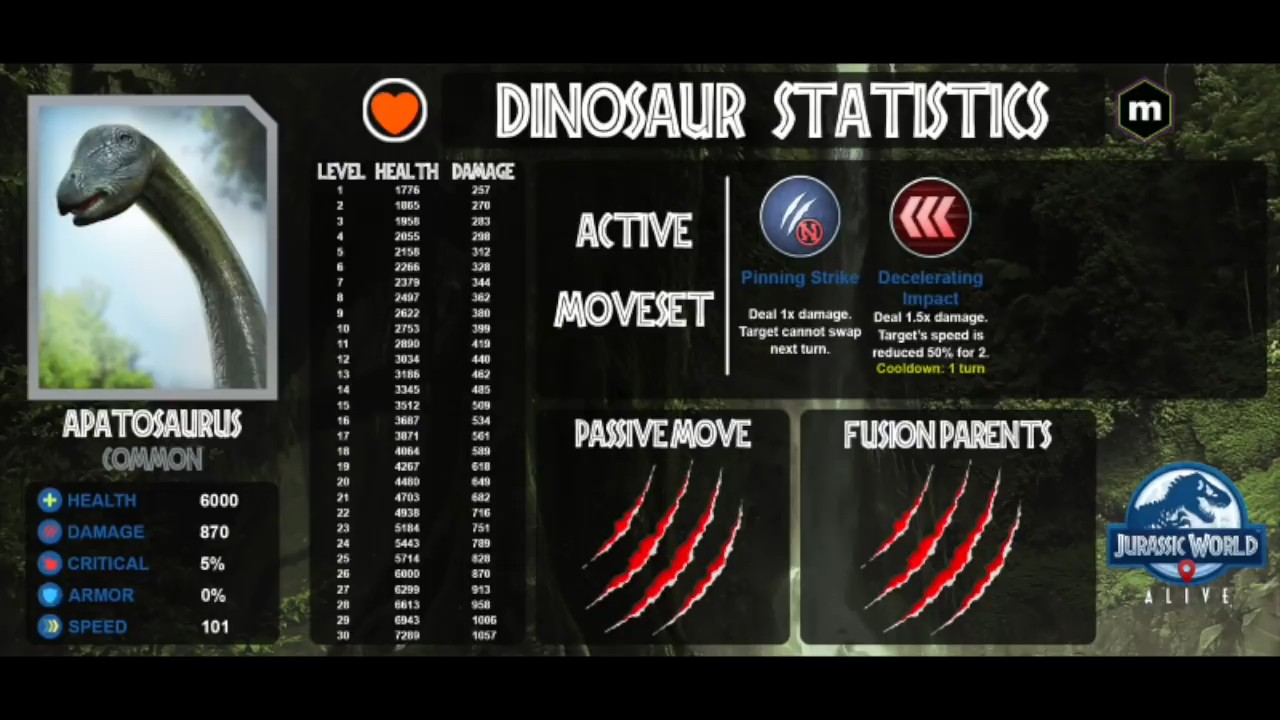 DINOSAUR STATISTICS
m
LEVEL HEALTH DAMAGE
1 1776 257
2 1865 270
3 1958 283
4 2055 298
5 2158 312
6 2266 328
7 2379 344
8 2497 362
9 2622 380
10 2753 399
11 2890 419
12 3034 440
13 3186 462
14 3345 485
15 3512 509
16 3687 534
17 3871 561
18 4064 589
19 4267 618
20 4480 649
21 4703 682
22 4938 716
23 5184 751
24 5443 789
25 5714 828
26 6000 870
27 6299 913
28 6613 958
29 6943 1006
30 7289 1057
APATOSAURUS
COMMON
HEALTH 6000
DAMAGE 870
CRITICAL 5%
ARMOR 0%
SPEED 101
ACTIVE
MOVESET
N
Pinning Strike
Deal 1x damage.
Target cannot swap
next turn.
Decelerating
Impact
Deal 1.5x damage.
Target's speed is
reduced 50% for 2.
Cooldown: 1 turn
PASSIVE MOVE
FUSION PARENTS
JURASSIC WORLD
ALIVE